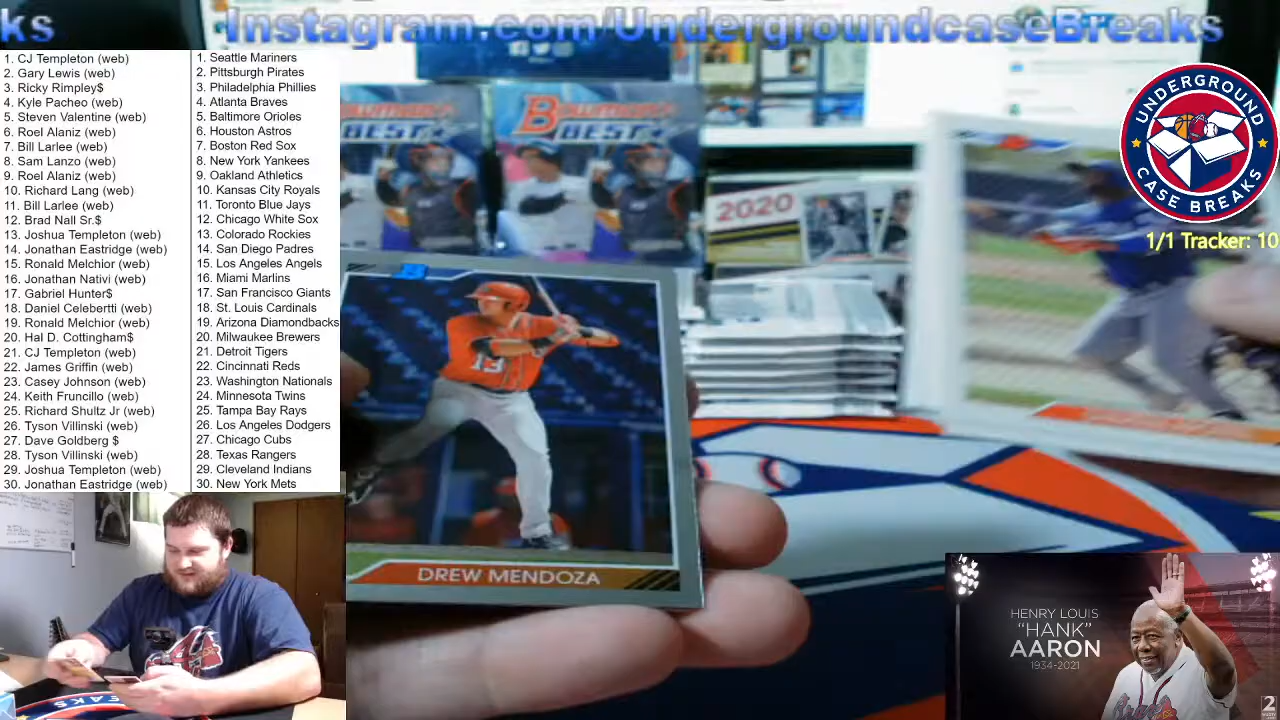 ks.
Instagram.com/UndergroundcaseBreaks
1. CJ Templeton (web)
2. Gary Lewis (web)
3. Ricky Rimpley$
4. Kyle Pacheo (web)
5. Steven Valentine (web)
6. Roel Alaniz (web)
7. Bill Larlee (web)
8. Sam Lanzo (web)
9. Roel Alaniz (web)
10. Richard Lang (web)
11. Bill Larlee (web)
12. Brad Nall Sr.$
13. Joshua Templeton (web)
14. Jonathan Eastridge (web)
15. Ronald Melchior (web)
16. Jonathan Nativi (web)
17. Gabriel Hunter$
18. Daniel Celebertti (web)
19. Ronald Melchior (web)
20. Hal D. Cottingham$
21. CJ Templeton (web)
22. James Griffin (web)
23. Casey Johnson (web)
24. Keith Fruncillo (web)
25. Richard Shultz Jr (web)
26. Tyson Villinski (web)
27. Dave Goldberg $
28. Tyson Villinski (web)
29. Joshua Templeton (web)
30. Jonathan Eastridge (web)
1. Seattle Mariners
2. Pittsburgh Pirates
3. Philadelphia Phillies
4. Atlanta Braves
5. Baltimore Orioles
6. Houston Astros
7. Boston Red Sox
8. New York Yankees
9. Oakland Athletics
10. Kansas City Royals
11. Toronto Blue Jays
12. Chicago White Sox
13. Colorado Rockies
14. San Diego Padres
15. Los Angeles Angels
16. Miami Marlins
17. San Francisco Giants
18. St. Louis Cardinals
19. Arizona Diamondbacks
20. Milwaukee Brewers
21. Detroit Tigers
22. Cincinnati Reds
23. Washington Nationals
24. Minnesota Twins
25. Tampa Bay Rays
26. Los Angeles Dodgers
27. Chicago Cubs
28. Texas Rangers
29. Cleveland Indians
30. New York Mets
BOWMAN'S
BEST
BOWMAN'S
BEST
2020
UNDERGROUND
CASE BREAKS
1/1 Tracker: 10
13
DREW MENDOZA
HENRY LOUIS
"HANK"
AARON
1934-2021
2
BREAKS